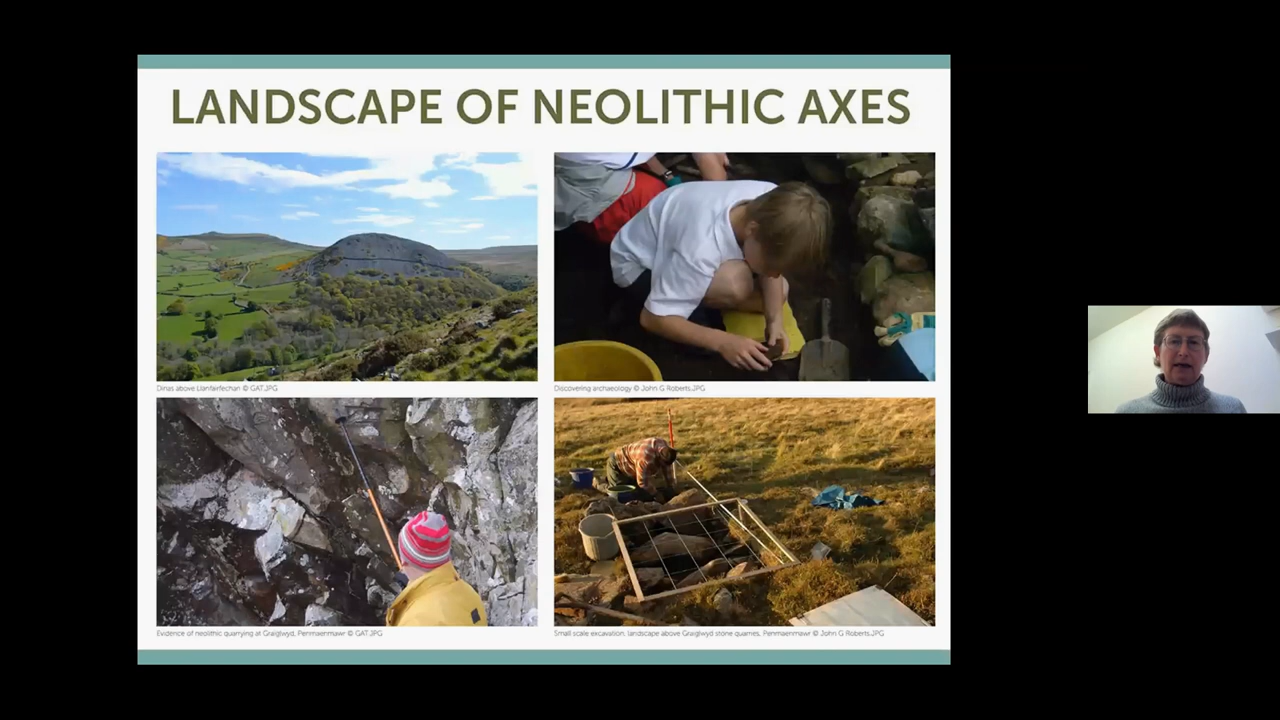 LANDSCAPE OF NEOLITHIC AXES
Dinas above Llanfairfechan © GAT.JPG
Discovering archaeology © John G Roberts.JPG
Evidence of neolithic quarrying at Graiglwyd, Penmaenmawr © GAT.JPG
Small scale excavation, landscape above Graiglwyd stone quarries, Penmaenmawr © John G Roberts.JPG